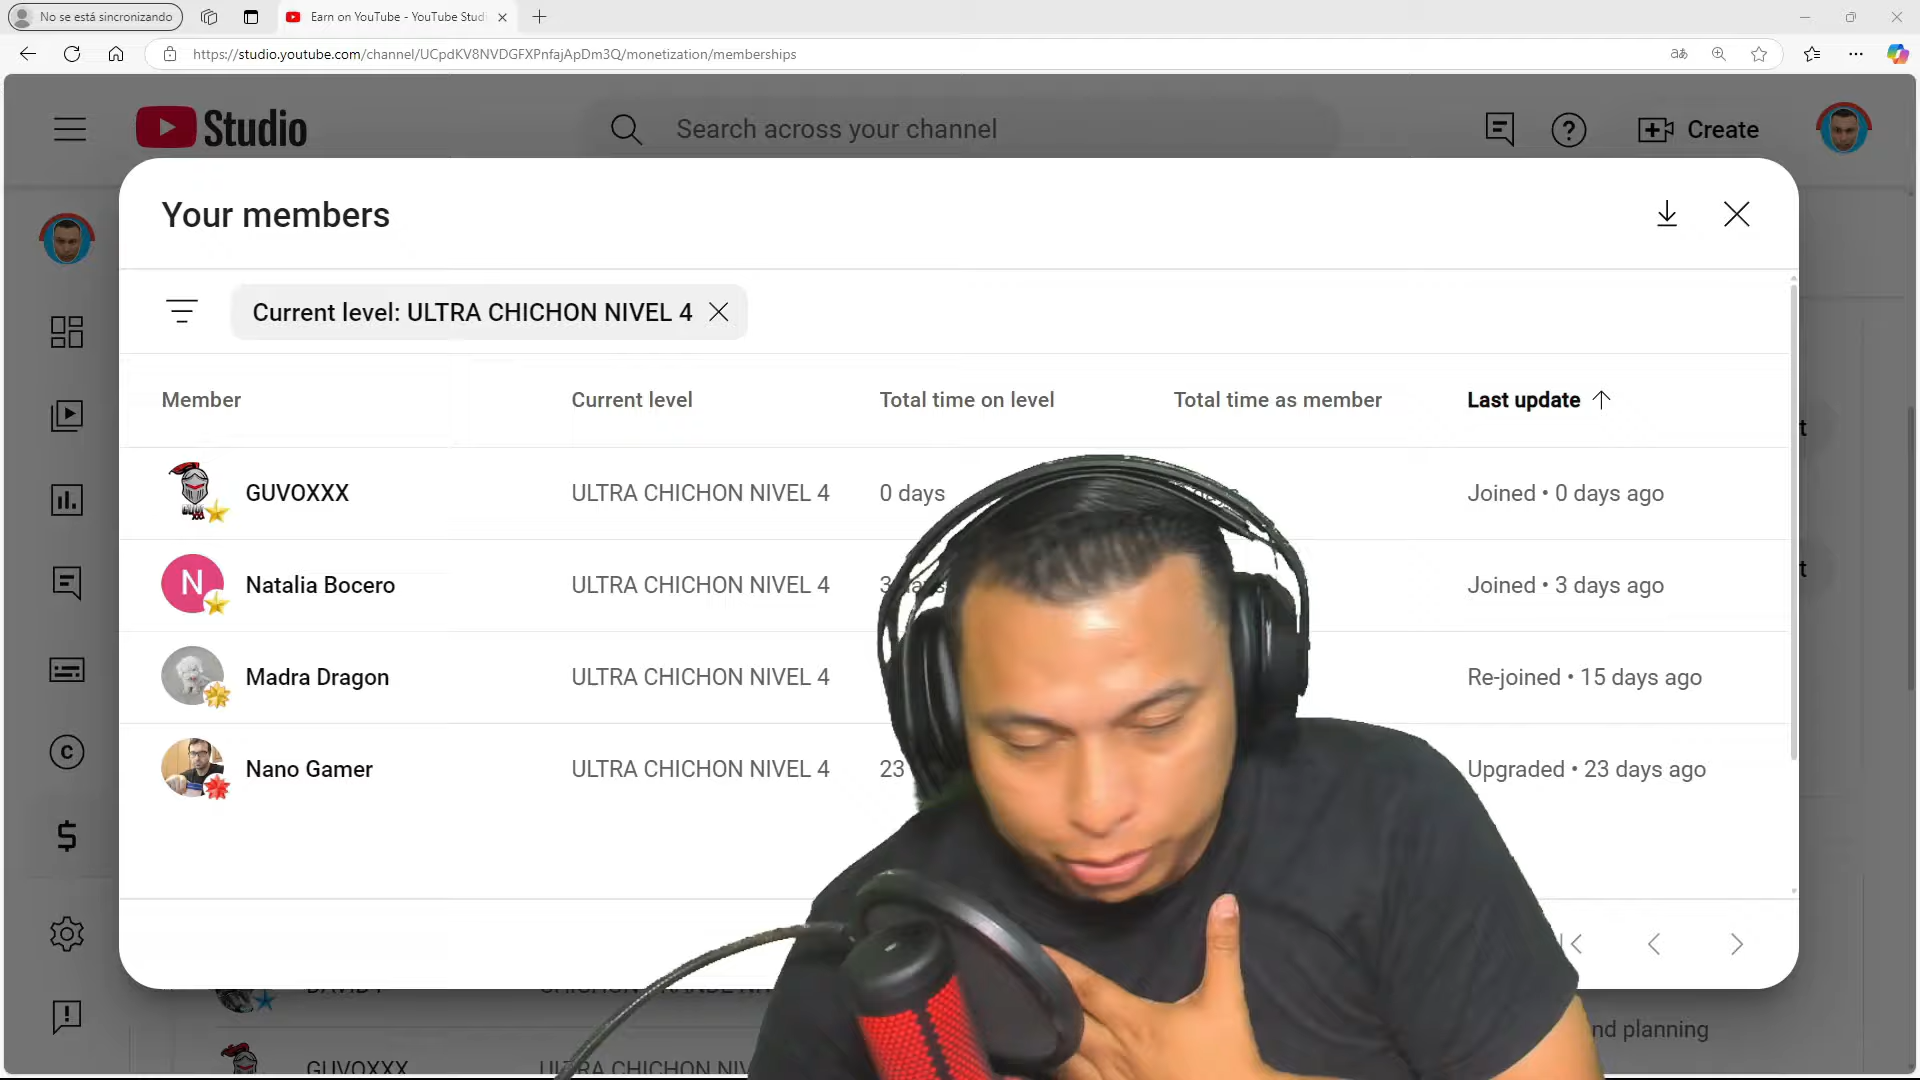 No se está sincronizando
Earn on YouTube - YouTube Studi
https://studio.youtube.com/channel/UCpdKV8NVDGFXPnfajApDm3Q/monetization/memberships
Studio
Search across your channel
Create
Your members
Current level: ULTRA CHICHON NIVEL 4
Member
Current level
Total time on level
Total time as member
Last update
GUVOXXX
ULTRA CHICHON NIVEL 4
0 days
Joined • 0 days ago
N
Natalia Bocero
ULTRA CHICHON NIVEL 4
3 days
Joined • 3 days ago
Madra Dragon
ULTRA CHICHON NIVEL 4
Re-joined • 15 days ago
Nano Gamer
ULTRA CHICHON NIVEL 4
23
Upgraded • 23 days ago
nd planning
GUVOXXX